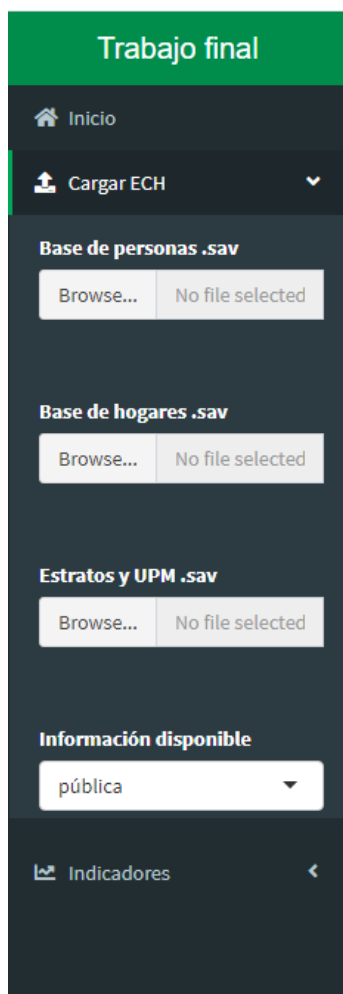 Trabajo final
Inicio
Cargar ECH
Base de personas .sav
Browse... No file selected
Base de hogares .sav
Browse... No file selected
Estratos y UPM .sav
Browse... No file selected
Información disponible
pública
Indicadores